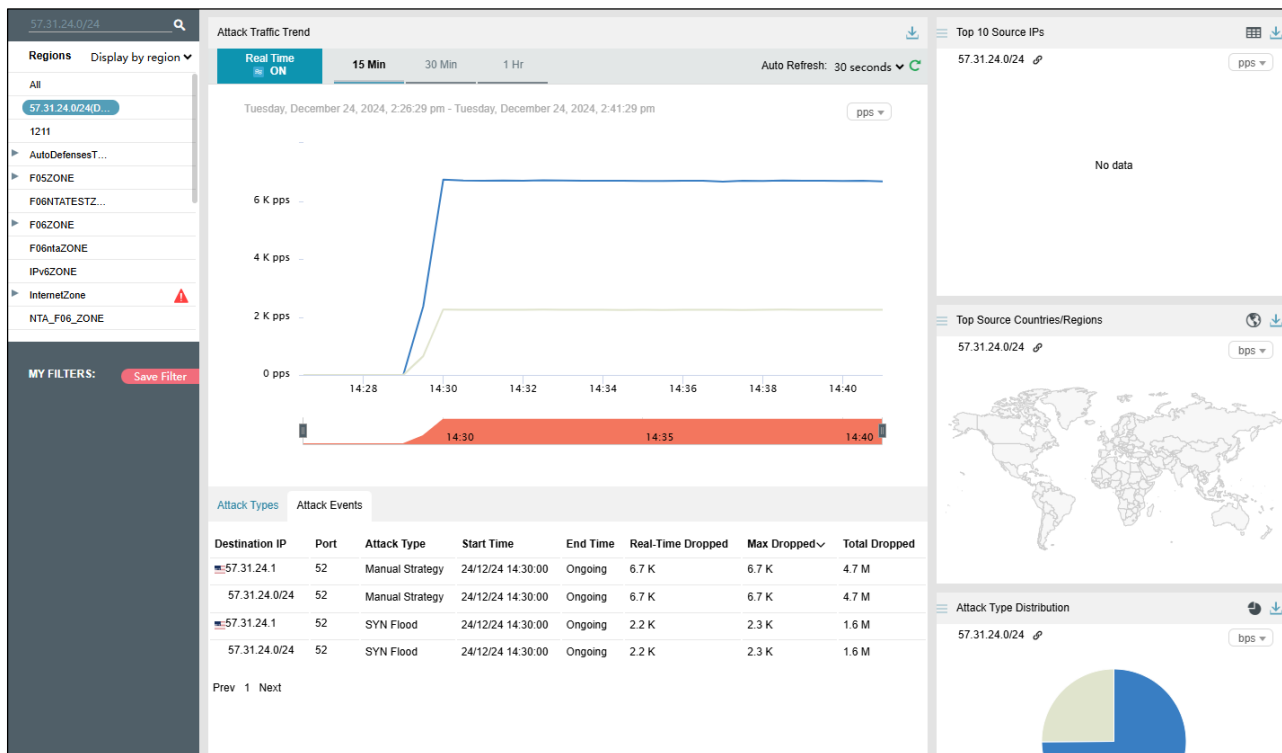 57.31.24.0/24
Regions Display by region
All
57.31.24.0/24(D...
1211
AutoDefensesT...
F05ZONE
F06NTATESTZ...
F06ZONE
F06ntaZONE
IPv6ZONE
InternetZone
NTA_F06_ZONE
MY FILTERS: Save Filter
Attack Traffic Trend
Real Time ON
15 Min 30 Min 1 Hr
Auto Refresh: 30 seconds
Tuesday, December 24, 2024, 2:26:29 pm - Tuesday, December 24, 2024, 2:41:29 pm
pps
6 K pps
4 K pps
2 K pps
0 pps
14:28 14:30 14:32 14:34 14:36 14:38 14:40
14:30 14:35 14:40
Attack Types Attack Events
Destination IP Port Attack Type Start Time End Time Real-Time Dropped Max Dropped Total Dropped
57.31.24.1 52 Manual Strategy 24/12/24 14:30:00 Ongoing 6.7 K 6.7 K 4.7 M
57.31.24.0/24 52 Manual Strategy 24/12/24 14:30:00 Ongoing 6.7 K 6.7 K 4.7 M
57.31.24.1 52 SYN Flood 24/12/24 14:30:00 Ongoing 2.2 K 2.3 K 1.6 M
57.31.24.0/24 52 SYN Flood 24/12/24 14:30:00 Ongoing 2.2 K 2.3 K 1.6 M
Prev 1 Next
Top 10 Source IPs
57.31.24.0/24
pps
No data
Top Source Countries/Regions
57.31.24.0/24
bps
Attack Type Distribution
57.31.24.0/24
bps